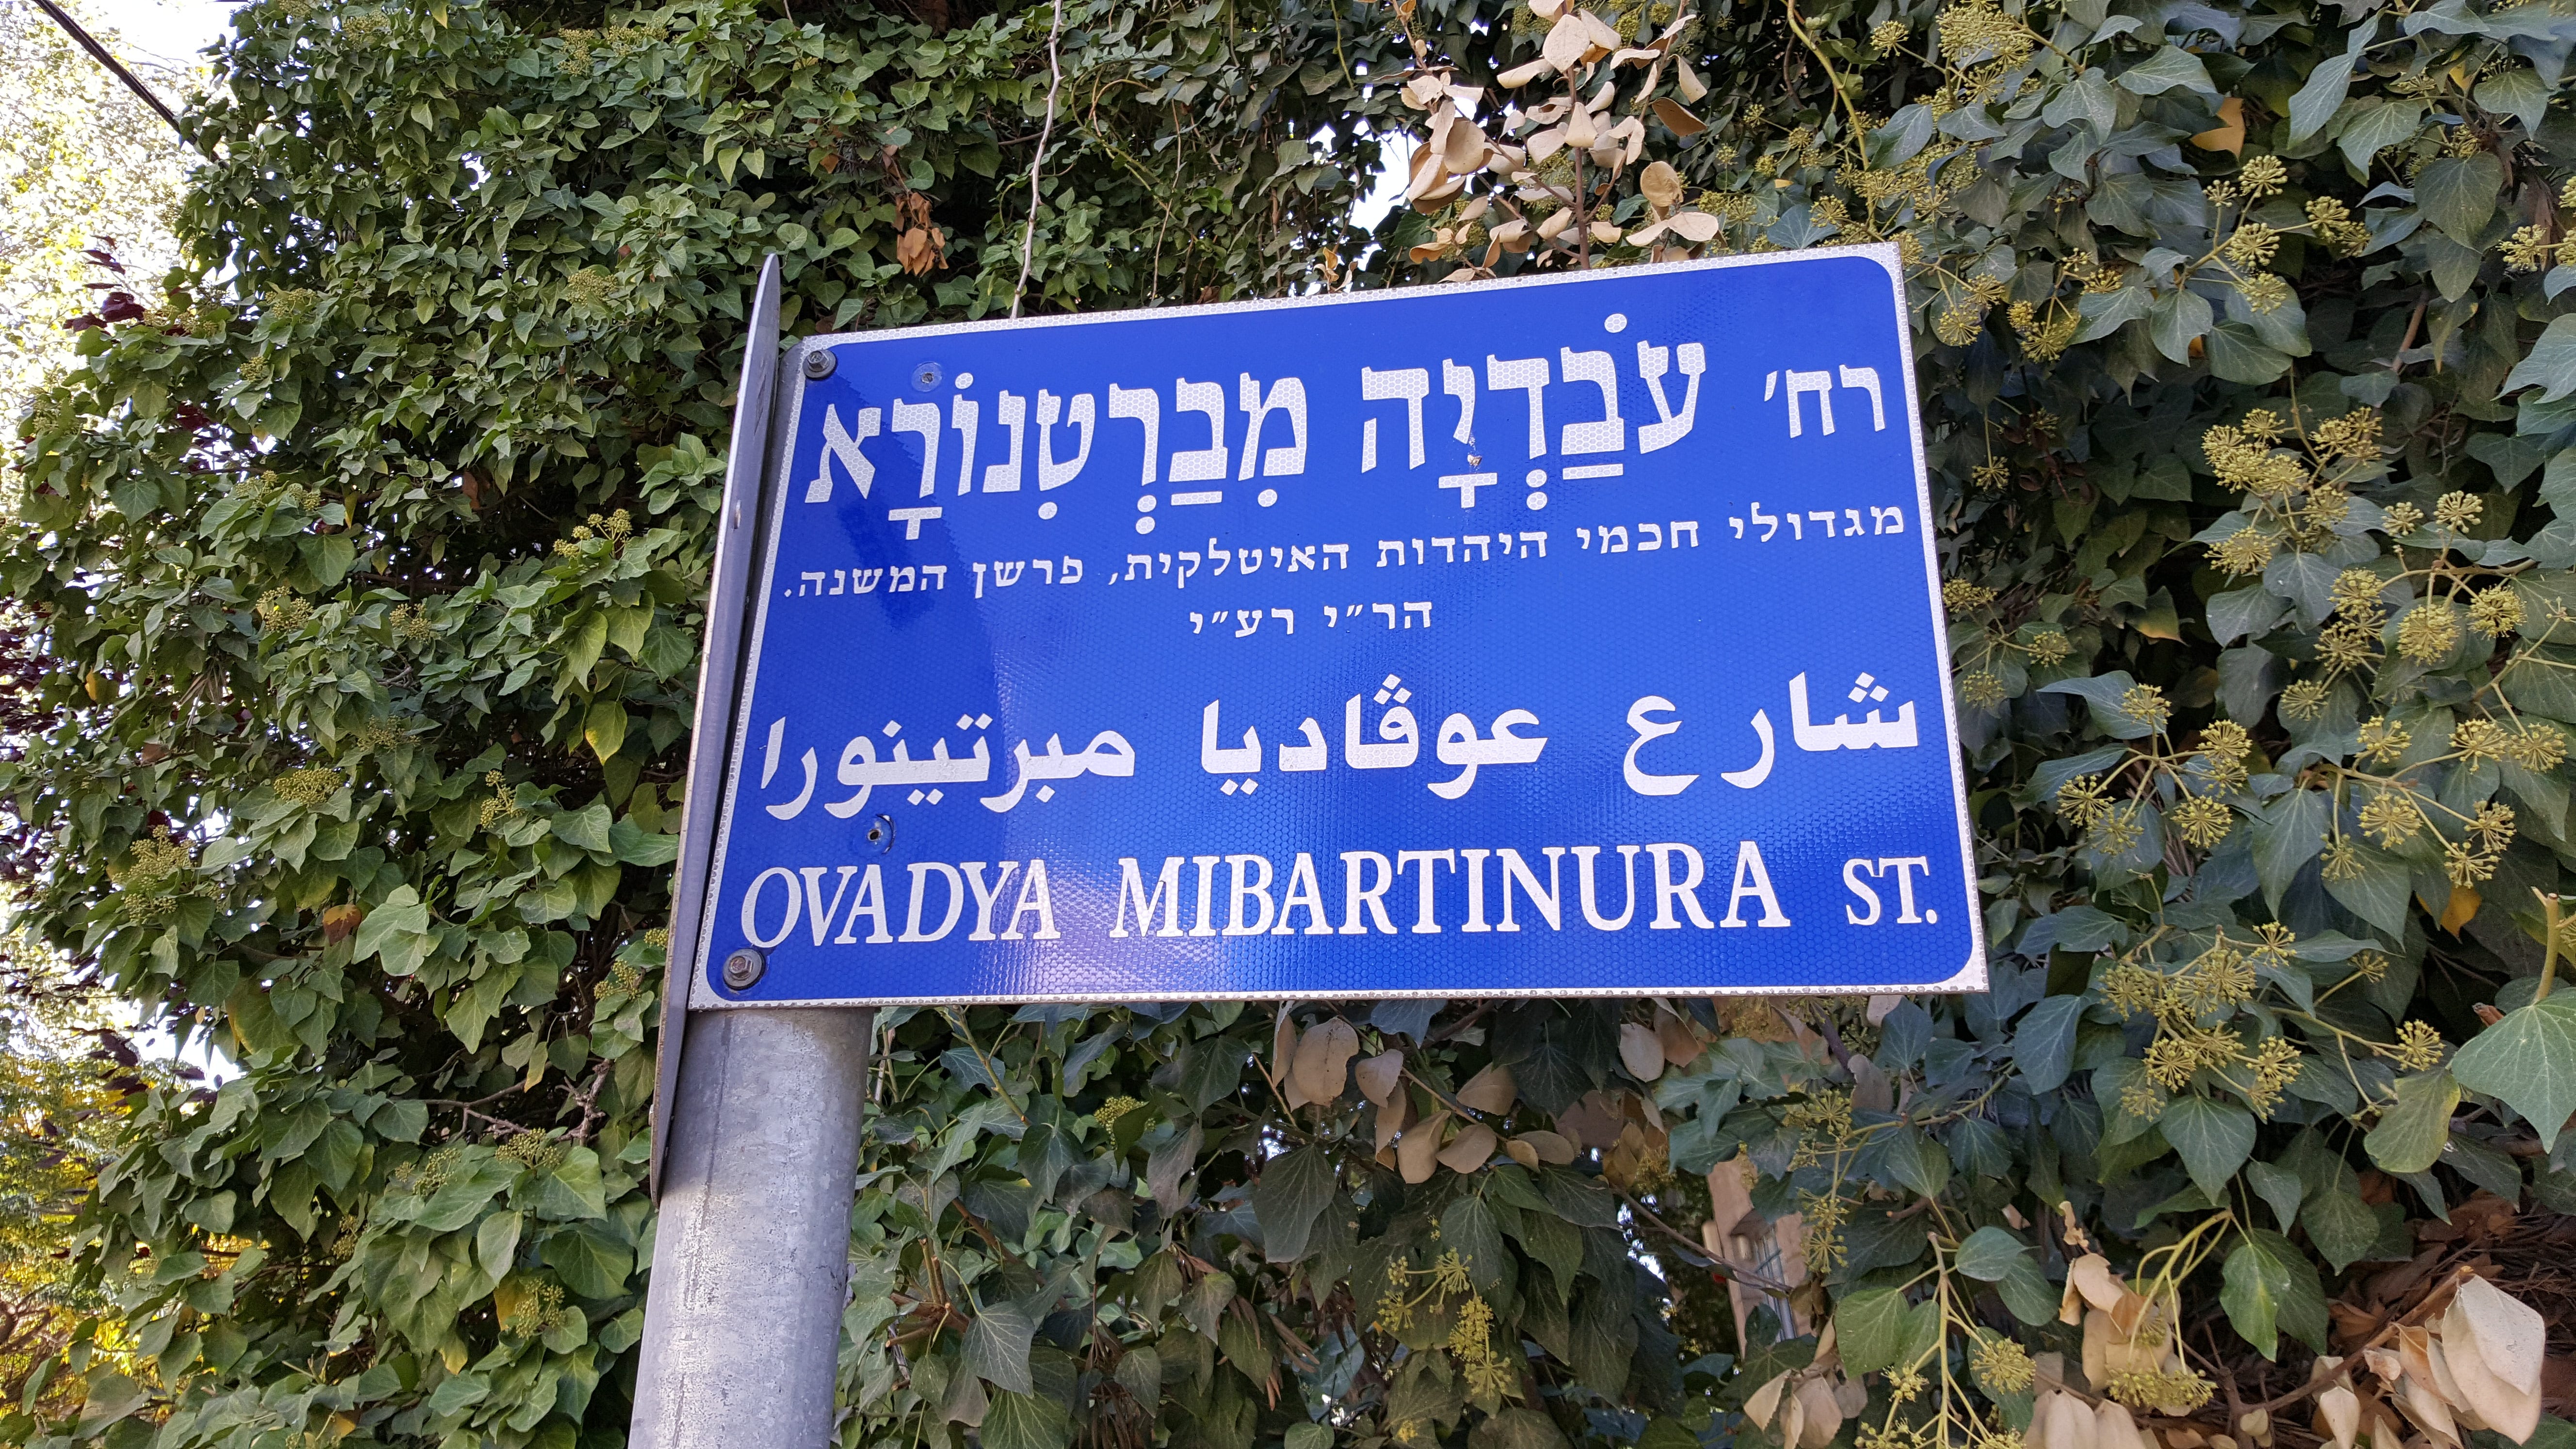 רח' עֹבַדְיָה מִבַּרְטִנוֹרָא
מגדולי חכמי היהדות האיטלקית, פרשן המשנה.
הר״י רע״י
شارع عوڤاديا مبرتينورا
OVADYA MIBARTINURA ST.